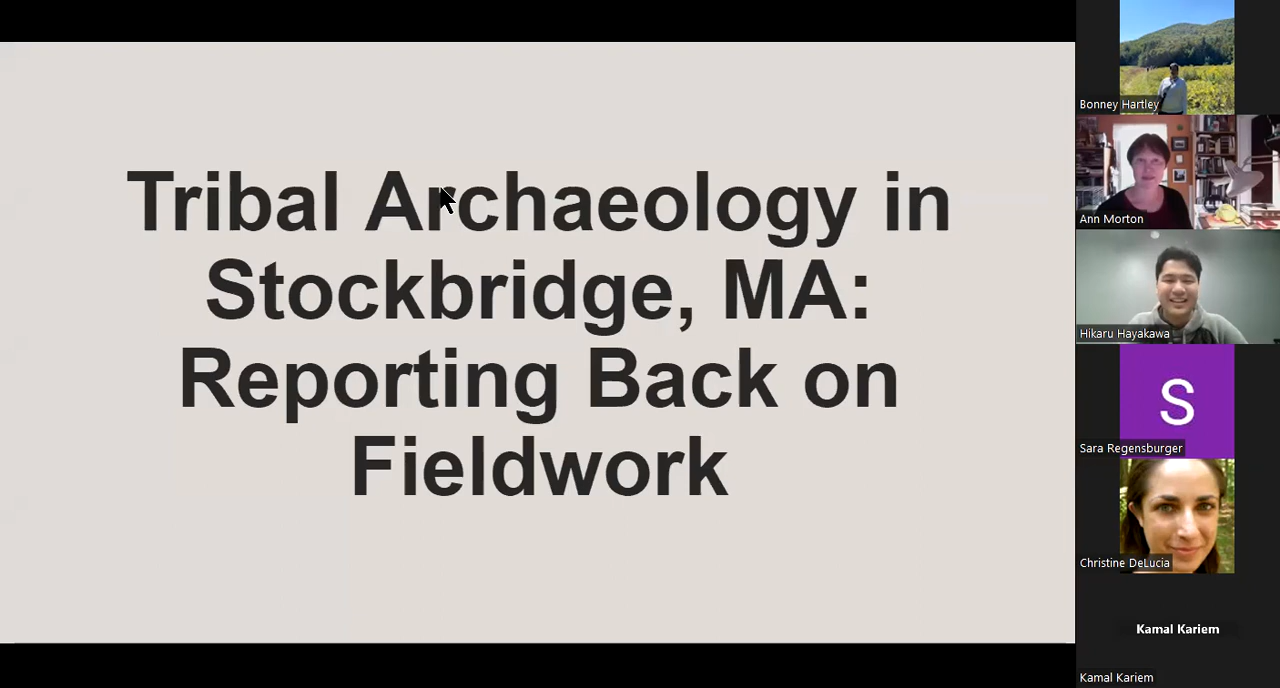 Tribal Archaeology in
Stockbridge, MA:
Reporting Back on
Fieldwork
Bonney Hartley
Ann Morton
Hikaru Hayakawa
S
Sara Regensburger
Christine DeLucia
Kamal Kariem
Kamal Kariem